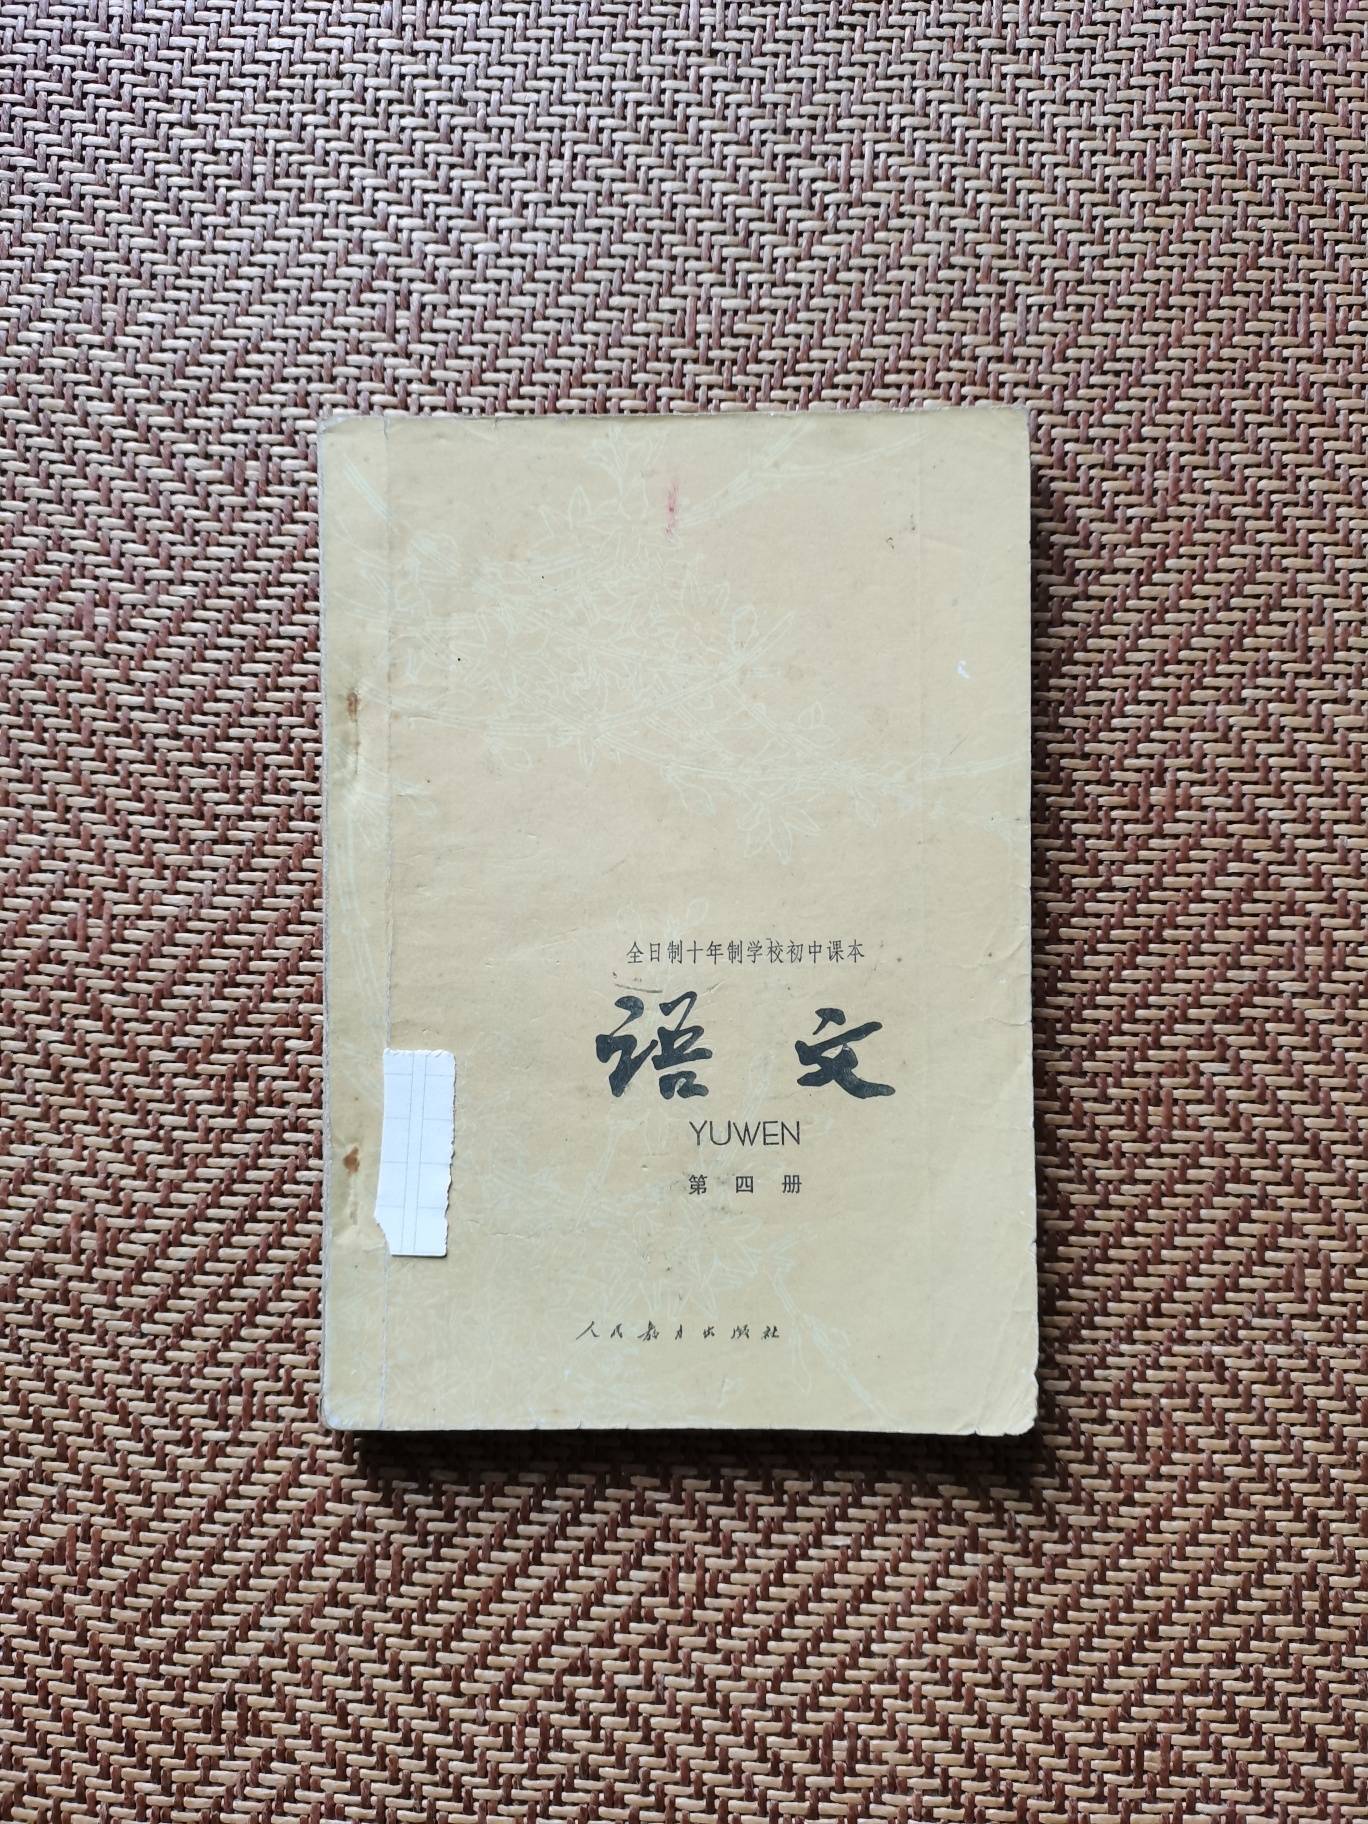 全日制十年制学校初中课本
语文
YUWEN
第四册
人民教育出版社